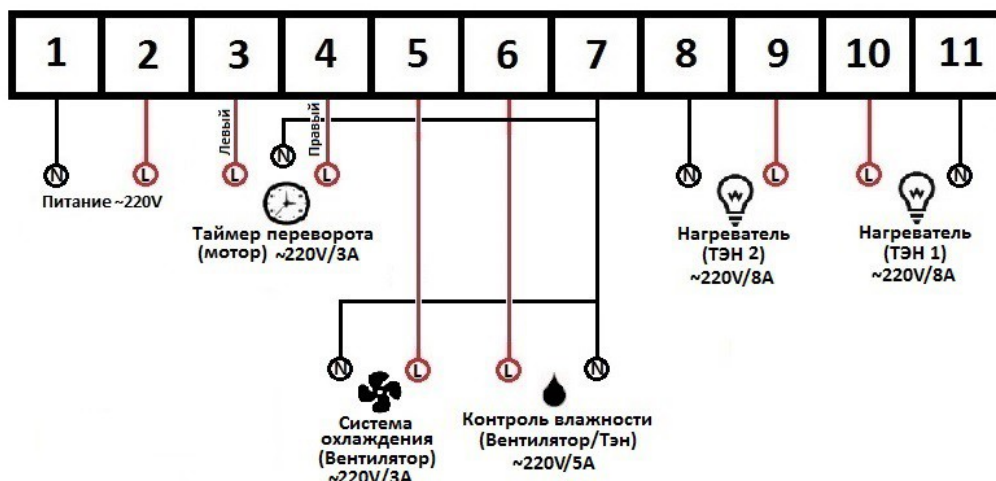 1 2 3 4 5 6 7 8 9 10 11
Левый
Правый
N L L N L N L L N
Питание ~220V
Таймер переворота
(мотор) ~220V/3A
Нагреватель
(ТЭН 2)
~220V/8A
Нагреватель
(ТЭН 1)
~220V/8A
N L L N
Система
охлаждения
(Вентилятор)
~220V/3A
Контроль влажности
(Вентилятор/Тэн)
~220V/5A